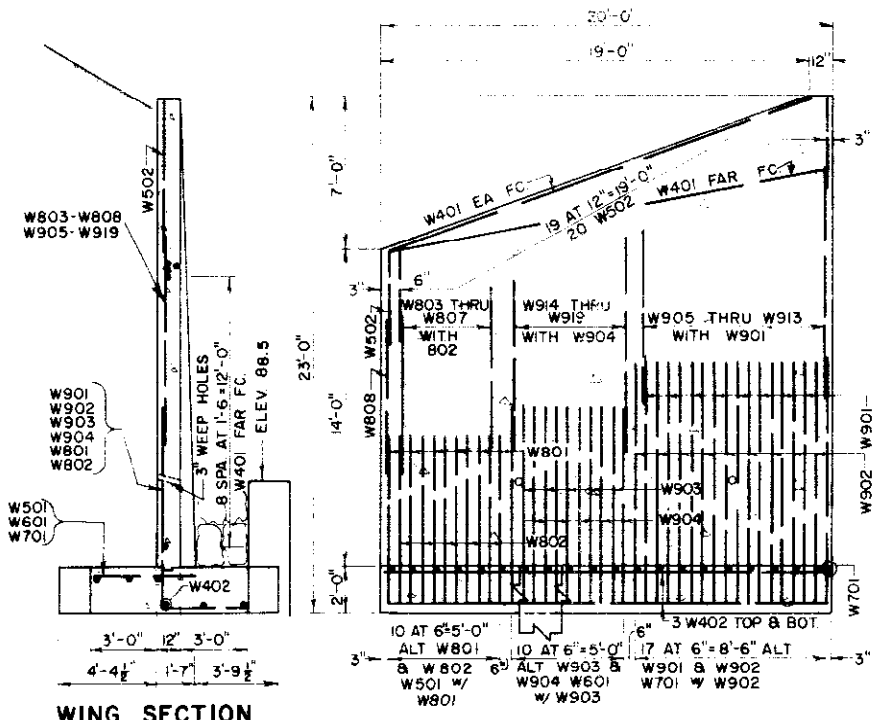 20'-0"
19'-0"
12"
3"
7'-0"
W401 EA FC.
W401 FAR FC.
19 AT 12"=19'-0"
20 W502
W502
W803-W808
W905-W919
3"
6"
W803 THRU
W807
WITH
802
W914 THRU
W919
WITH W904
W905 THRU W913
WITH W901
W502
23'-0"
14'-0"
W808
W901
W902
W903
W904
W801
W802
3" WEEP HOLES
8 SPA AT 1'-6"=12'-0"
W401 FAR FC.
ELEV. 88.5
W801
W903
W904
W802
W901
W902
W501
W601
W701
W402
2'-0"
W701
3 W402 TOP & BOT.
3'-0"
12"
3'-0"
4'-4½"
1'-7"
3'-9½"
3"
10 AT 6"=5'-0"
ALT W801
& W802
W501 w/
W801
6"
10 AT 6"=5'-0"
ALT W903 &
W904 W601
w/ W903
6"
17 AT 6"=8'-6" ALT
W901 & W902
W701 w/ W902
3"
WING SECTION